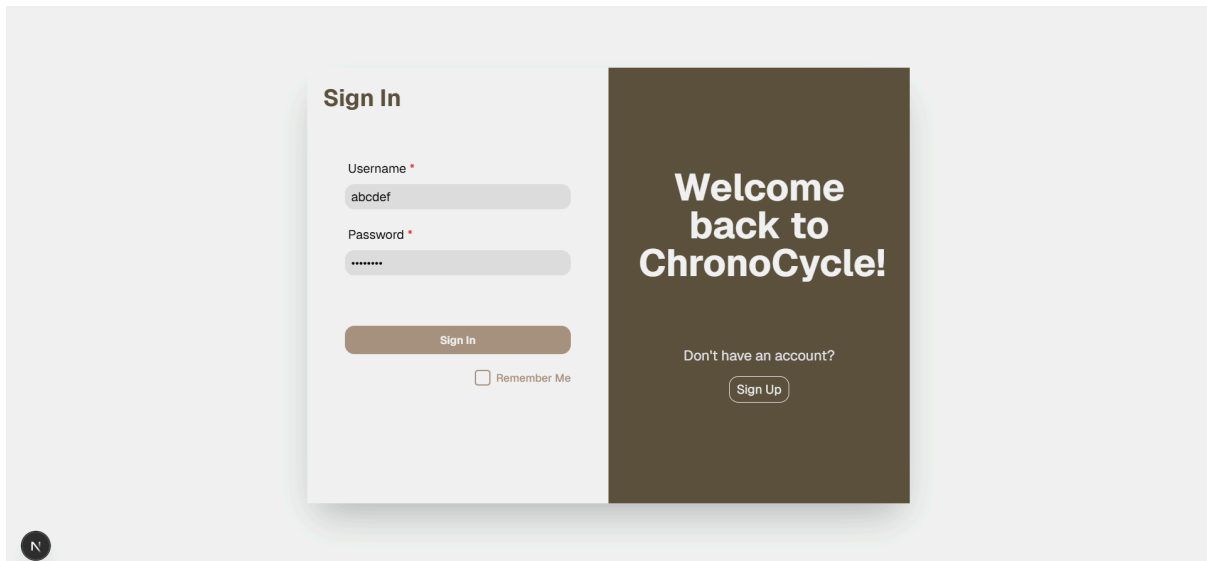 Sign In
Username *
abcdef
Password *
••••••••
Sign In
Remember Me
Welcome
back to
ChronoCycle!
Don't have an account?
Sign Up
N